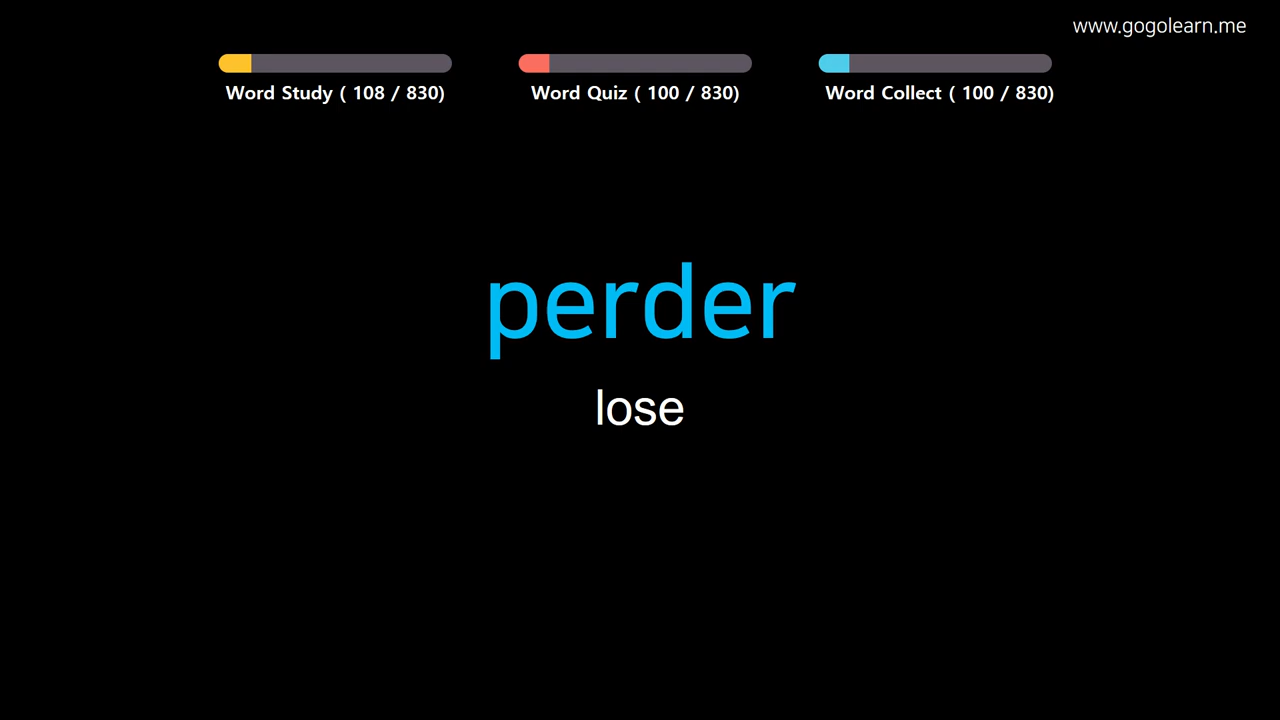 www.gogolearn.me
Word Study ( 108 / 830)
Word Quiz ( 100 / 830)
Word Collect ( 100 / 830)
perder
lose